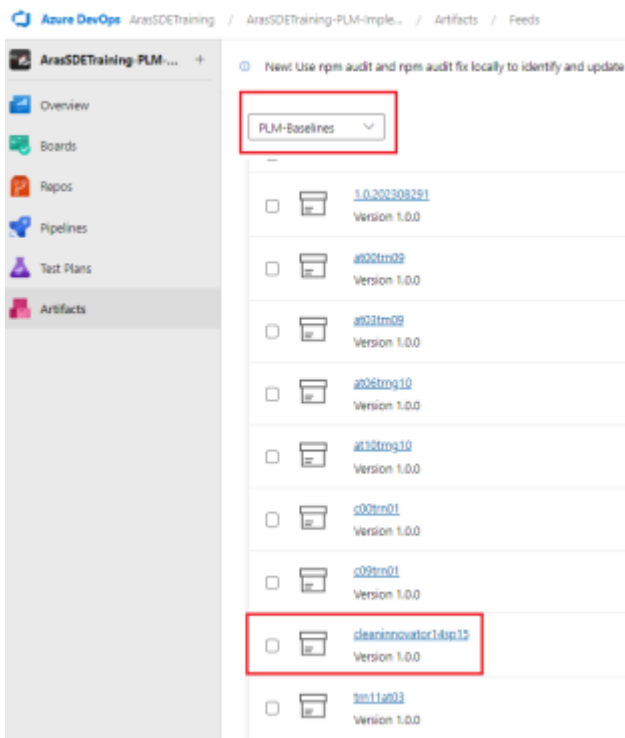 Azure DevOps ArasSDETraining / ArasSDETraining-PLM-Imple... / Artifacts / Feeds
ArasSDETraining-PLM-... +
New! Use npm audit and npm audit fix locally to identify and update
Overview
PLM-Baselines
Boards
Repos
1.0.202308291
Version 1.0.0
Pipelines
at00trn09
Version 1.0.0
Test Plans
Artifacts
at03trn09
Version 1.0.0
at06trng10
Version 1.0.0
at10trng10
Version 1.0.0
c00trn01
Version 1.0.0
c09trn01
Version 1.0.0
cleaninnovator14sp15
Version 1.0.0
trn11at03
Version 1.0.0